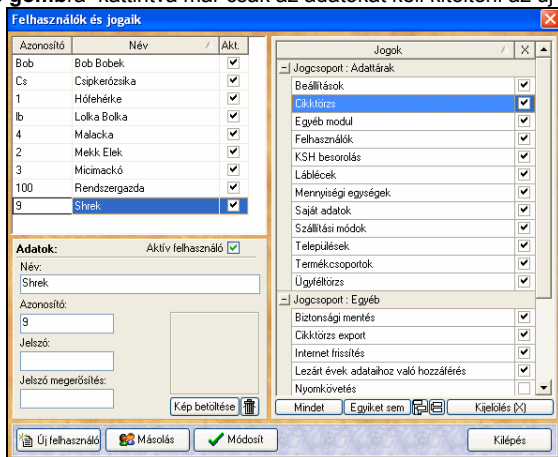 gombra kattintva már csak az adatokat kell kitölteni az új
Felhasználók és jogaik
Azonosító Név Akt.
Bob Bob Bobek
Cs Csipkerózsika
1 Hófehérke
lb Lolka Bolka
4 Malacka
2 Mekk Elek
3 Micimackó
100 Rendszergazda
9 Shrek
Adatok: Aktív felhasználó
Név:
Shrek
Azonosító:
9
Jelszó:
Jelszó megerősítés:
Kép betöltése
Jogok X
Jogcsoport : Adattárak
Beállítások
Cikktörzs
Egyéb modul
Felhasználók
KSH besorolás
Láblécek
Mennyiségi egységek
Saját adatok
Szállítási módok
Települések
Termékcsoportok
Ügyféltörzs
Jogcsoport : Egyéb
Biztonsági mentés
Cikktörzs export
Internet frissítés
Lezárt évek adataihoz való hozzáférés
Nyomkövetés
Mindet Egyiket sem Kijelölés (X)
Új felhasználó Másolás Módosít Kilépés